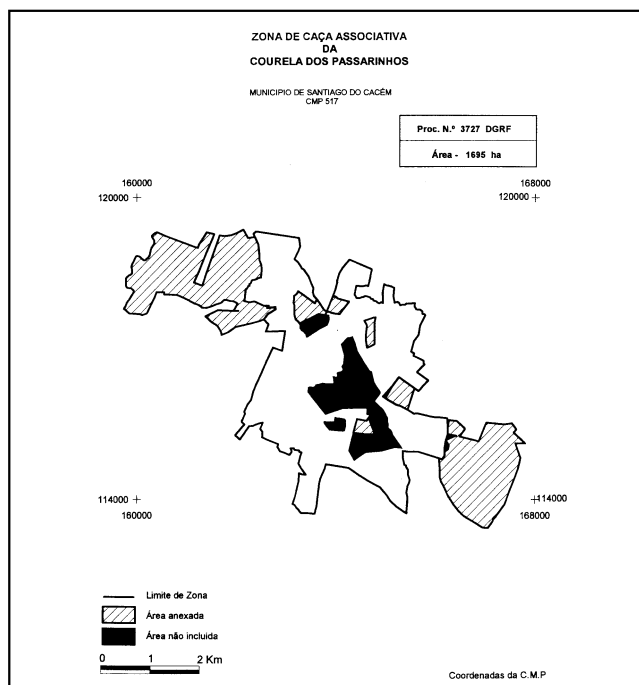 ZONA DE CAÇA ASSOCIATIVA
DA
COURELA DOS PASSARINHOS
MUNICIPIO DE SANTIAGO DO CACÉM
CMP 517
Proc. N.º 3727 DGRF
Área - 1695 ha
160000
120000
168000
120000
114000
160000
114000
168000
Limite de Zona
Área anexada
Área não incluida
0 1 2 Km
Coordenadas da C.M.P